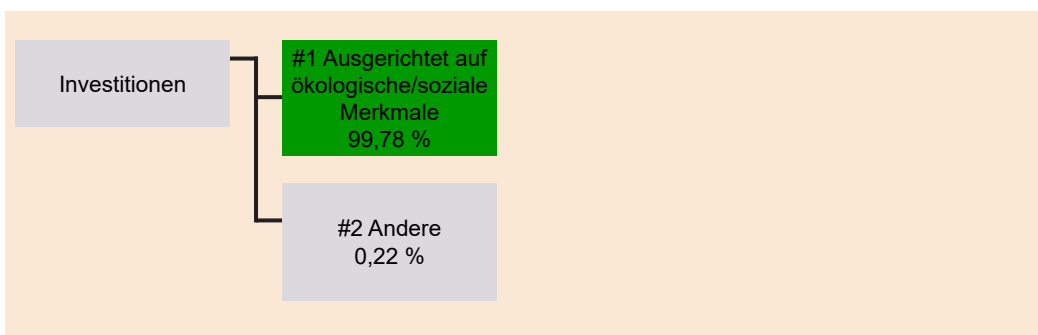 Investitionen
#1 Ausgerichtet auf
ökologische/soziale
Merkmale
99,78 %
#2 Andere
0,22 %